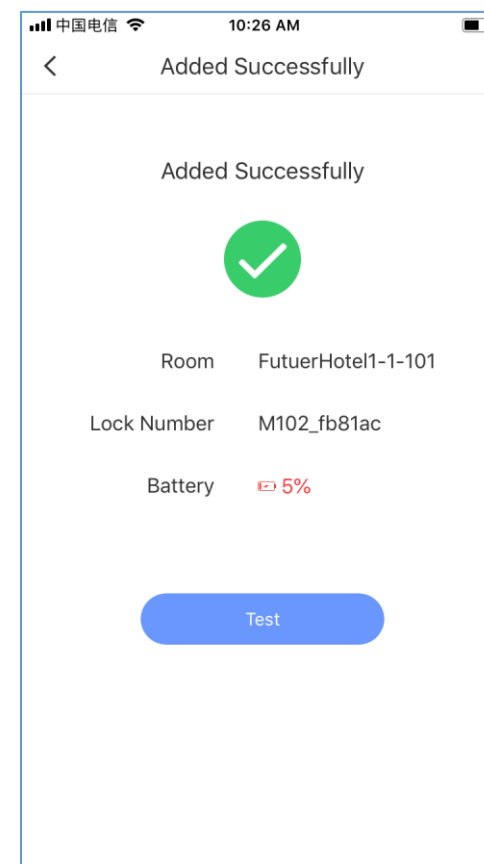 中国电信 10:26 AM
Added Successfully
Added Successfully
Room FutuerHotel1-1-101
Lock Number M102_fb81ac
Battery 5%
Test